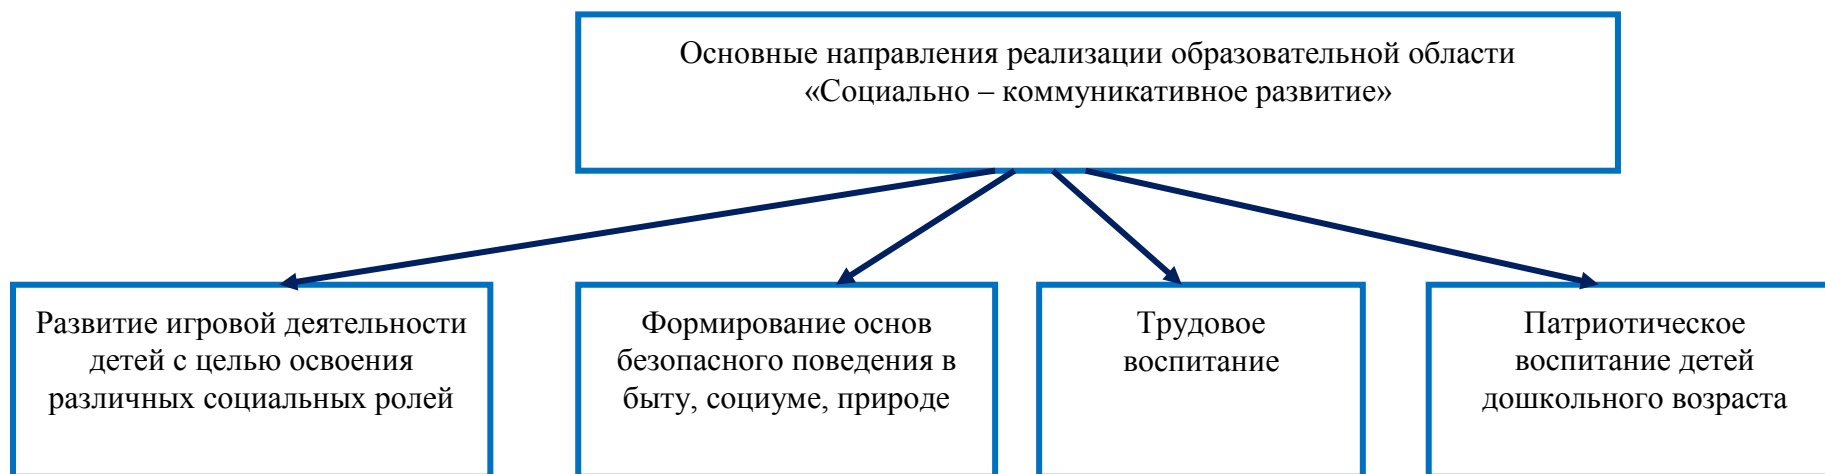 Основные направления реализации образовательной области
«Социально – коммуникативное развитие»
Развитие игровой деятельности
детей с целью освоения
различных социальных ролей
Формирование основ
безопасного поведения в
быту, социуме, природе
Трудовое
воспитание
Патриотическое
воспитание детей
дошкольного возраста